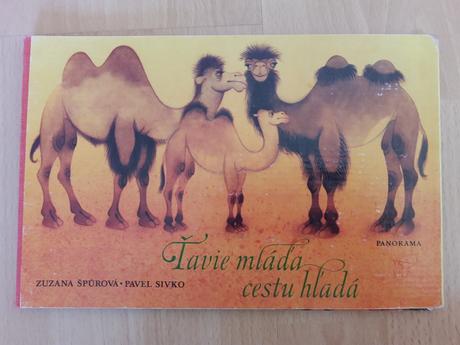 PANORAMA
Ťavie mláďa
ZUZANA ŠPŮROVÁ • PAVEL SIVKO
cestu hľadá